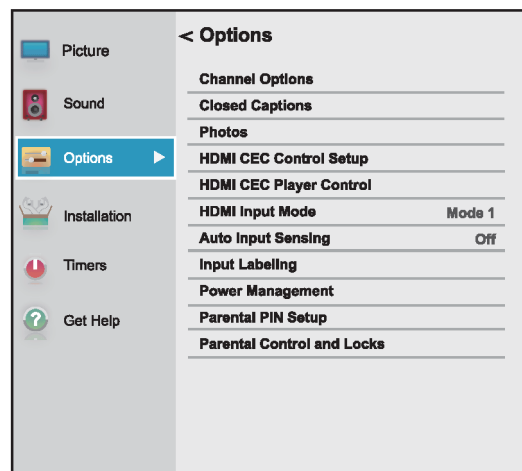 Picture
Sound
Options
Installation
Timers
Get Help
< Options
Channel Options
Closed Captions
Photos
HDMI CEC Control Setup
HDMI CEC Player Control
HDMI Input Mode Mode 1
Auto Input Sensing Off
Input Labeling
Power Management
Parental PIN Setup
Parental Control and Locks